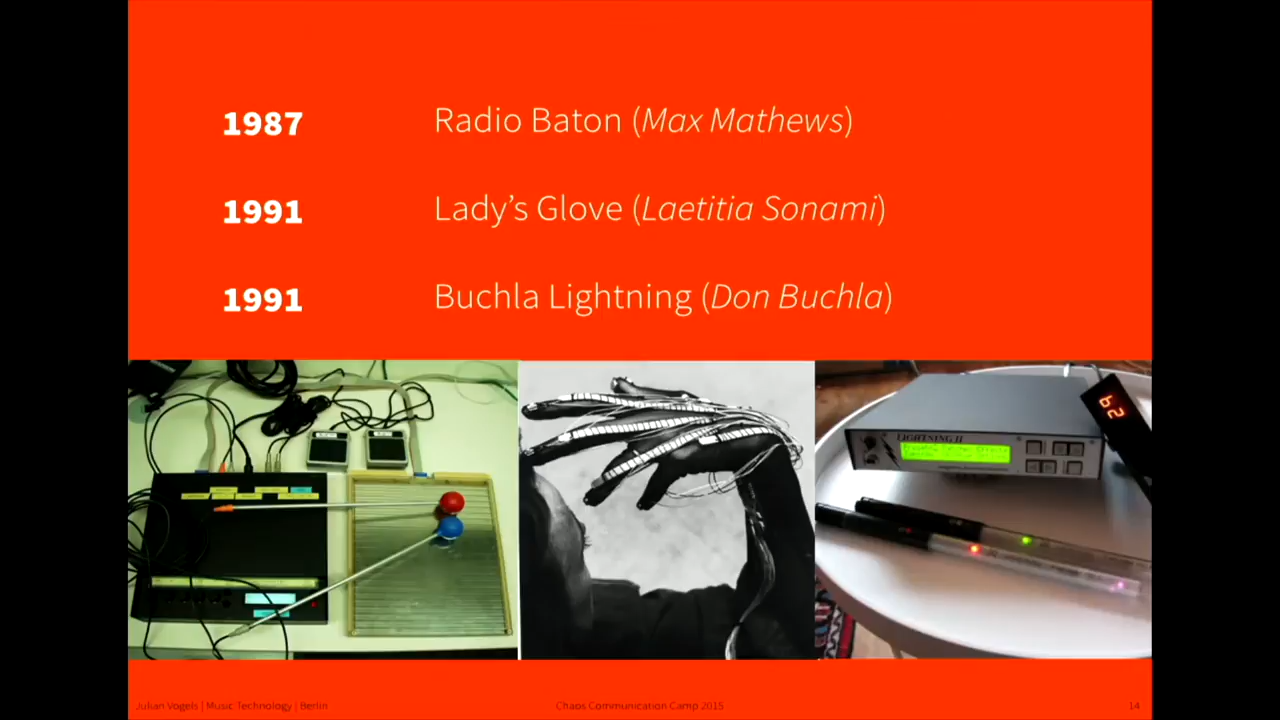 1987 Radio Baton (Max Mathews)
1991 Lady’s Glove (Laetitia Sonami)
1991 Buchla Lightning (Don Buchla)
LIGHTNING II
Julian Vogels | Music Technology | Berlin
Chaos Communication Camp 2015
14